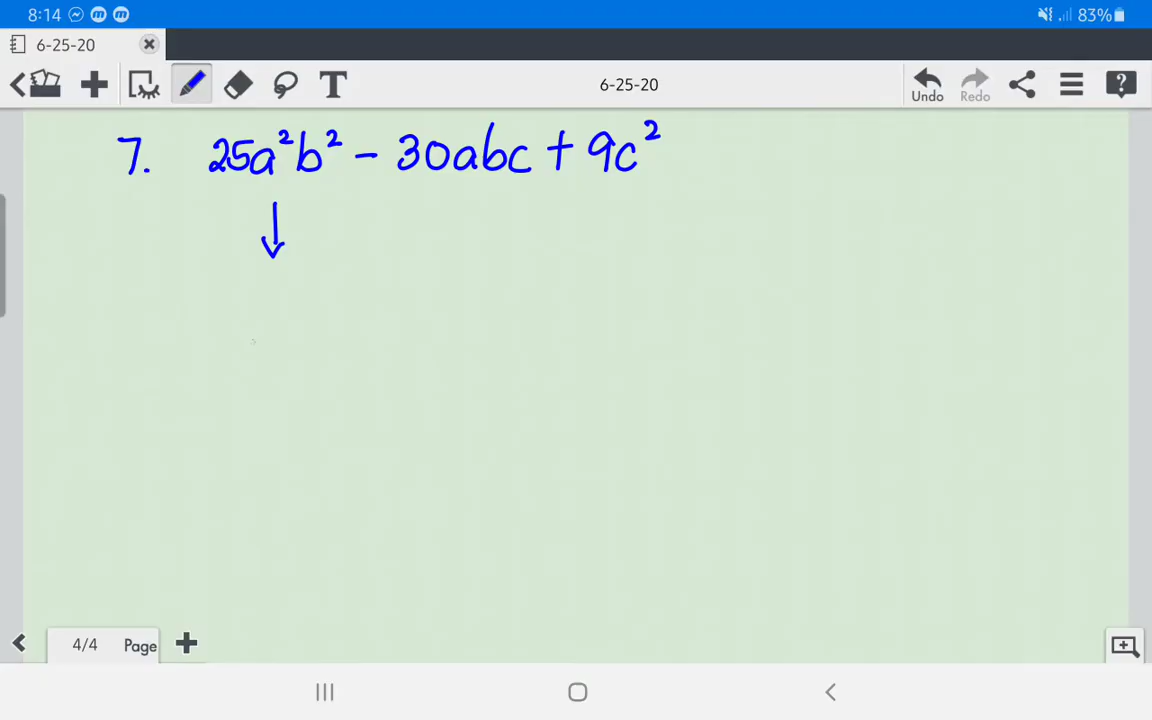 8:14 83%
6-25-20
6-25-20 Undo Redo
7. 25a²b² - 30abc + 9c²
4/4 Page